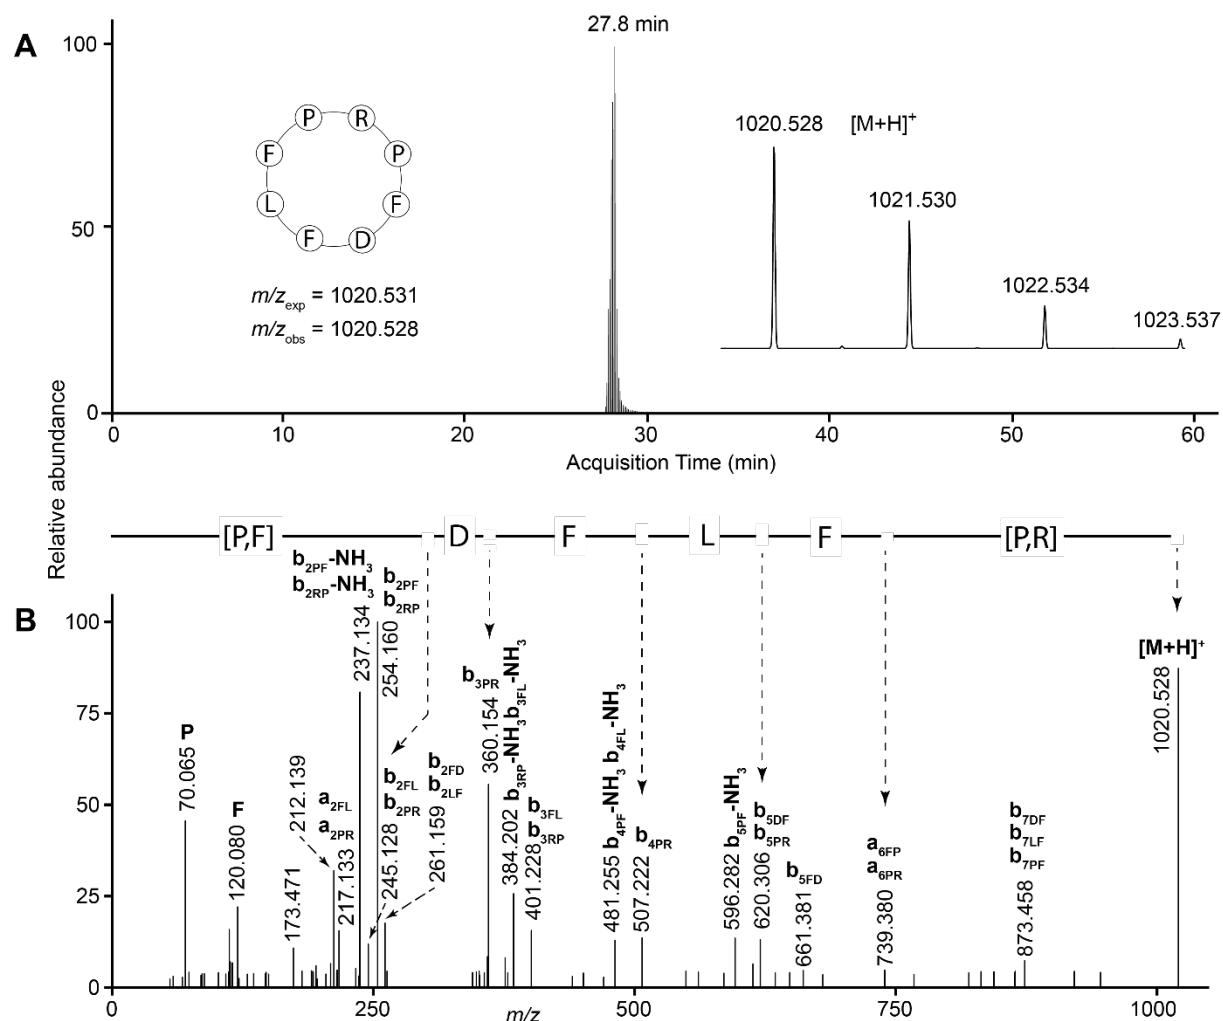 A
100
50
0
0
10
20
30
40
50
60
Acquisition Time (min)
Relative abundance
27.8 min
P
R
P
F
D
F
L
F
m/z_exp = 1020.531
m/z_obs = 1020.528
1020.528 [M+H]⁺
1021.530
1022.534
1023.537
[P,F]
D
F
L
F
[P,R]
B
100
75
50
25
0
0
250
500
750
1000
m/z
P
70.065
F
120.080
173.471
212.139
a₂FL
a₂PR
217.133
b₂PF-NH₃
b₂RP-NH₃
237.134
b₂PF
b₂RP
254.160
b₂FL
b₂PR
245.128
b₂FD
b₂LF
261.159
b₃PR
360.154
384.202 b₃RP-NH₃ b₃FL-NH₃
b₃FL
b₃RP
401.228
481.255 b₄PF-NH₃ b₄FL-NH₃
b₄PR
507.222
596.282 b₅PF-NH₃
b₅DF
b₅PR
620.306
b₅FD
661.381
a₆FP
a₆PR
739.380
b₇DF
b₇LF
b₇PF
873.458
[M+H]⁺
1020.528